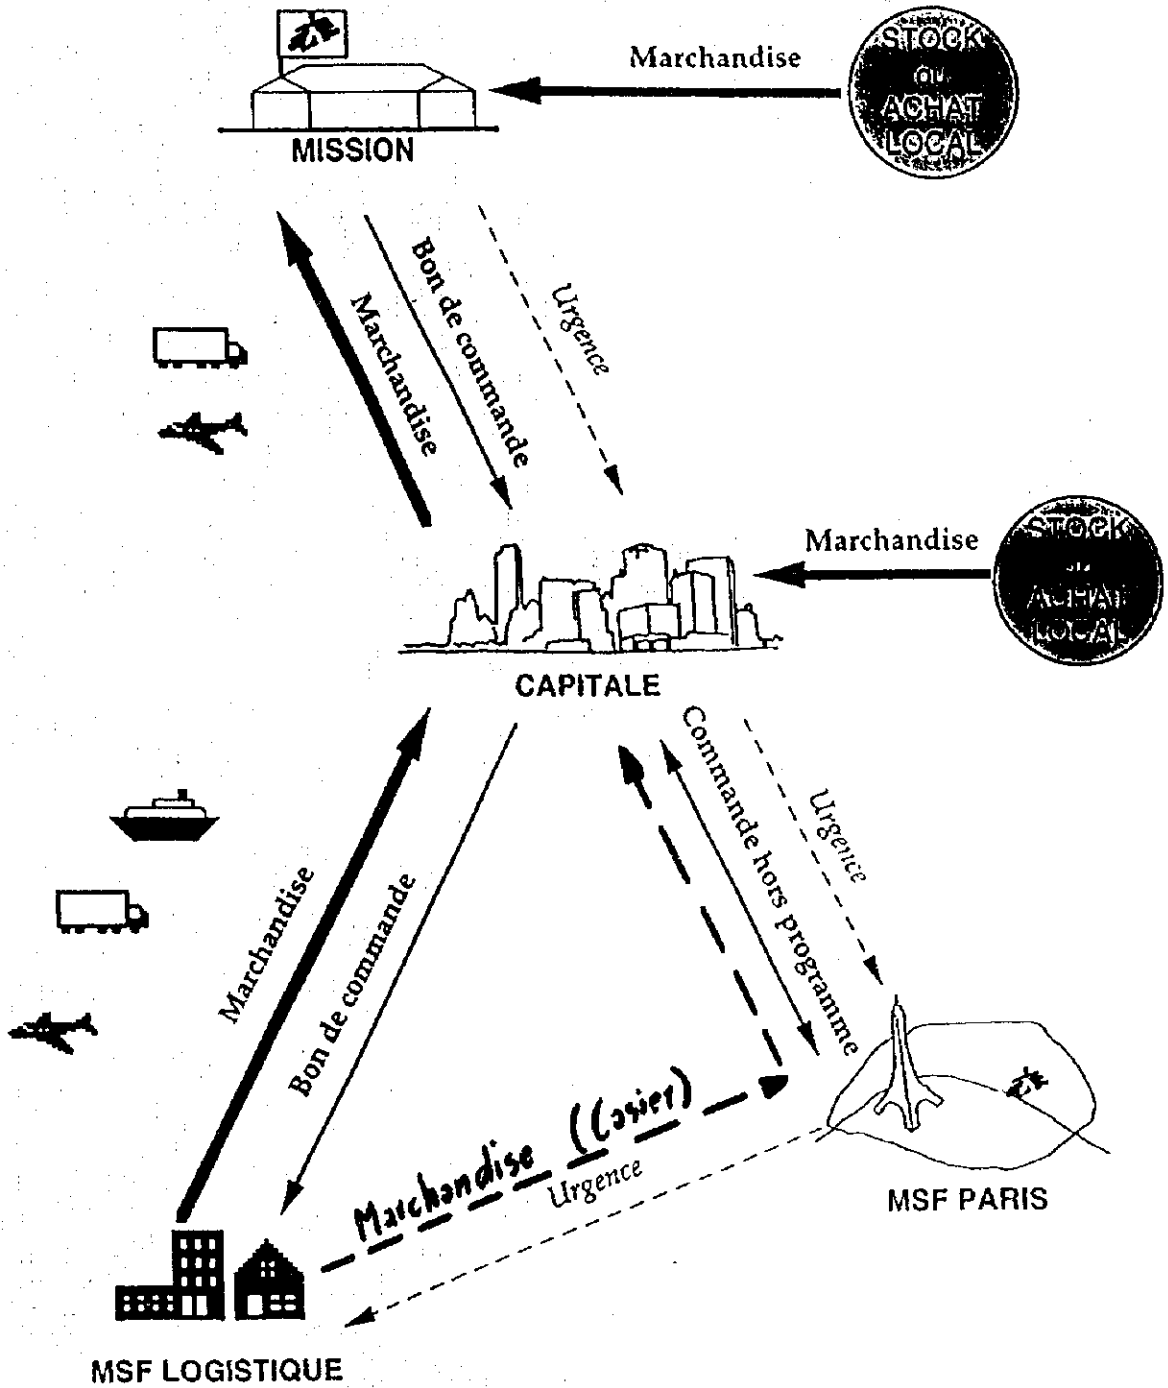 Marchandise
STOCK
ou
ACHAT
LOCAL
MISSION
Marchandise
Bon de commande
Urgence
Marchandise
STOCK
ou
ACHAT
LOCAL
CAPITALE
Marchandise
Bon de commande
Commande hors programme
Urgence
Marchandise (Casier)
Urgence
MSF PARIS
MSF LOGISTIQUE